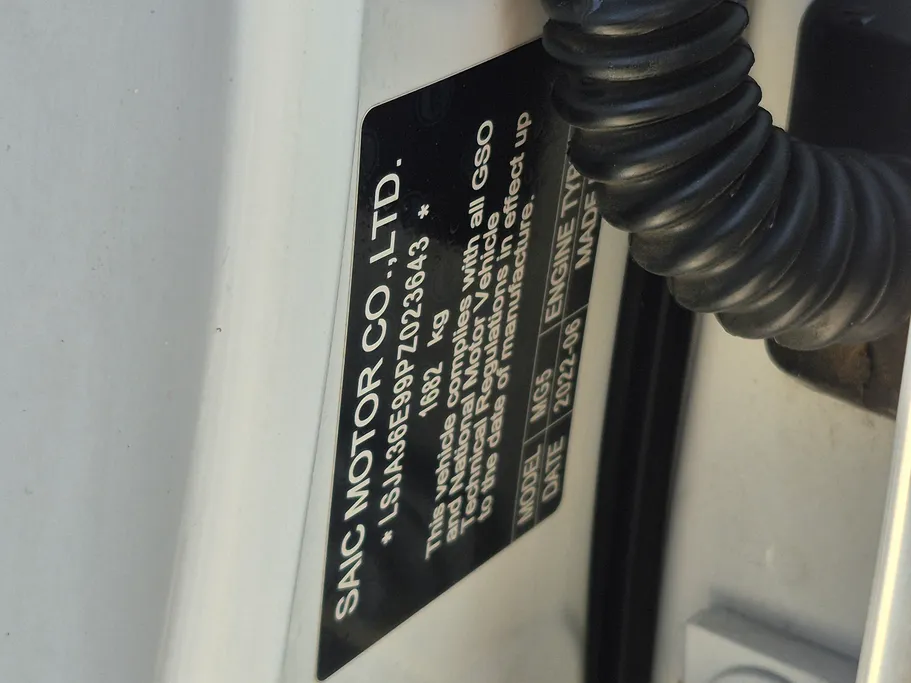 SAIC MOTOR CO.,LTD.
* LSJA36E99PZ023643 *
1682 kg
This vehicle complies with all GSO
and National Motor Vehicle
Technical Regulations in effect up
to the date of manufacture.
MODEL MG5 ENGINE TYP
DATE 2022-06 MADE